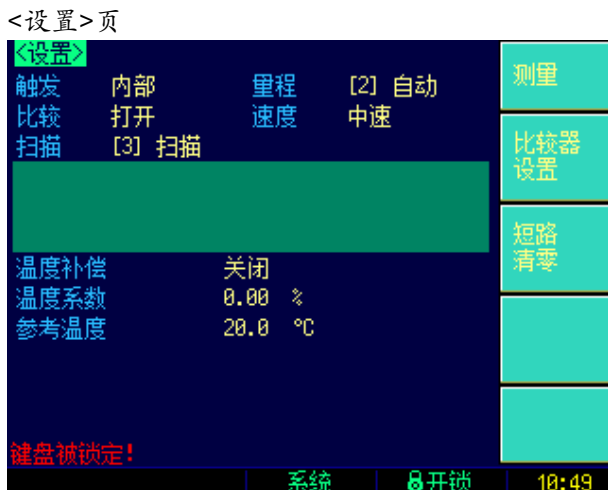 <设置>页
<设置>
触发 内部 量程 [2] 自动
比较 打开 速度 中速
扫描 [3] 扫描
温度补偿 关闭
温度系数 0.00 %
参考温度 20.0 ℃
键盘被锁定!
测量
比较器
设置
短路
清零
系统 开锁 10:49